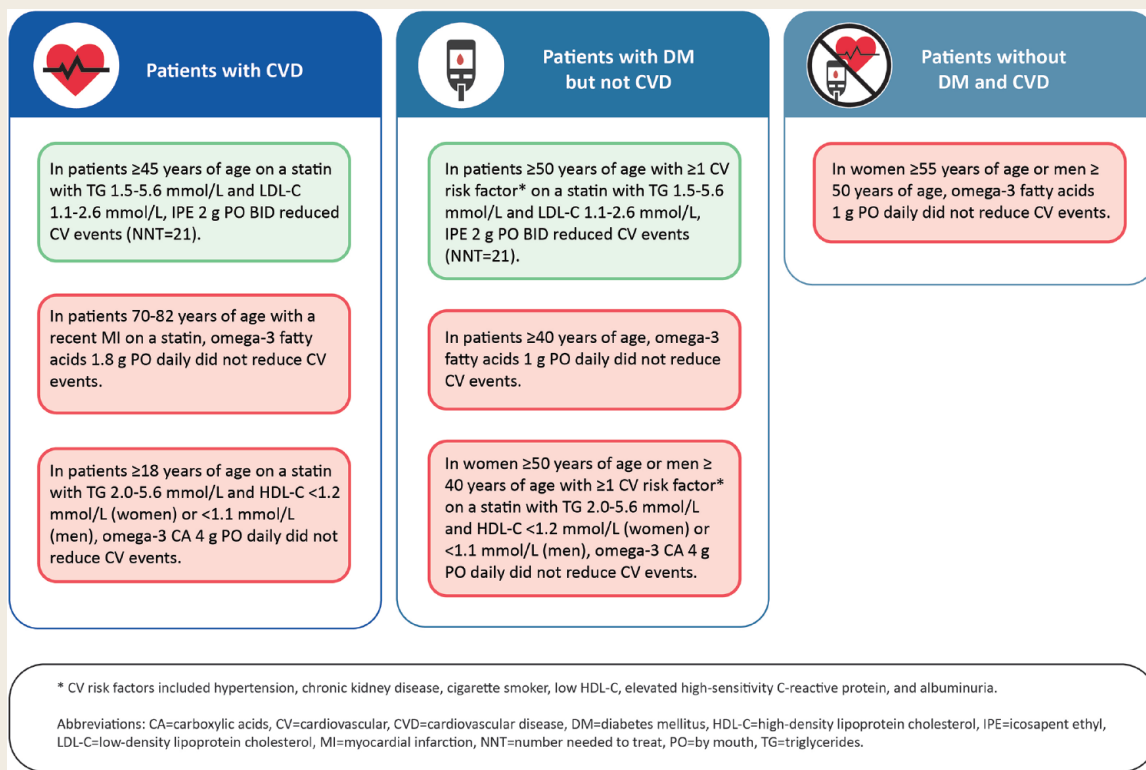 Patients with CVD
In patients ≥45 years of age on a statin
with TG 1.5-5.6 mmol/L and LDL-C
1.1-2.6 mmol/L, IPE 2 g PO BID reduced
CV events (NNT=21).
In patients 70-82 years of age with a
recent MI on a statin, omega-3 fatty
acids 1.8 g PO daily did not reduce CV
events.
In patients ≥18 years of age on a statin
with TG 2.0-5.6 mmol/L and HDL-C <1.2
mmol/L (women) or <1.1 mmol/L
(men), omega-3 CA 4 g PO daily did not
reduce CV events.
Patients with DM
but not CVD
In patients ≥50 years of age with ≥1 CV
risk factor* on a statin with TG 1.5-5.6
mmol/L and LDL-C 1.1-2.6 mmol/L,
IPE 2 g PO BID reduced CV events
(NNT=21).
In patients ≥40 years of age, omega-3
fatty acids 1 g PO daily did not reduce
CV events.
In women ≥50 years of age or men ≥
40 years of age with ≥1 CV risk factor*
on a statin with TG 2.0-5.6 mmol/L
and HDL-C <1.2 mmol/L (women) or
<1.1 mmol/L (men), omega-3 CA 4 g
PO daily did not reduce CV events.
Patients without
DM and CVD
In women ≥55 years of age or men ≥
50 years of age, omega-3 fatty acids
1 g PO daily did not reduce CV events.
* CV risk factors included hypertension, chronic kidney disease, cigarette smoker, low HDL-C, elevated high-sensitivity C-reactive protein, and albuminuria.
Abbreviations: CA=carboxylic acids, CV=cardiovascular, CVD=cardiovascular disease, DM=diabetes mellitus, HDL-C=high-density lipoprotein cholesterol, IPE=icosapent ethyl,
LDL-C=low-density lipoprotein cholesterol, MI=myocardial infarction, NNT=number needed to treat, PO=by mouth, TG=triglycerides.